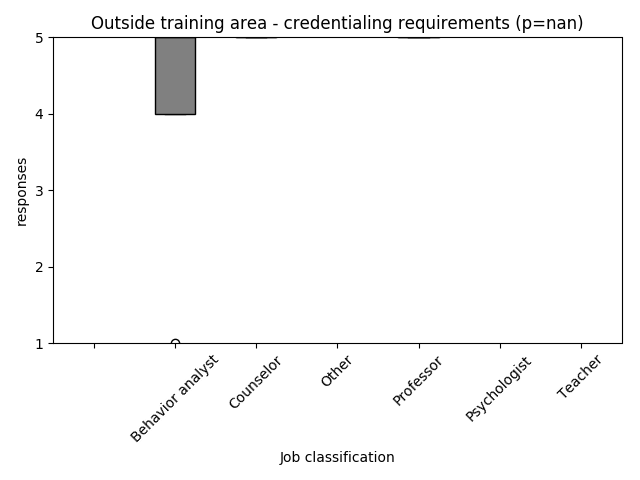 Outside training area - credentialing requirements (p=nan)
5
4
3
2
1
responses
Behavior analyst
Counselor
Other
Professor
Psychologist
Teacher
Job classification